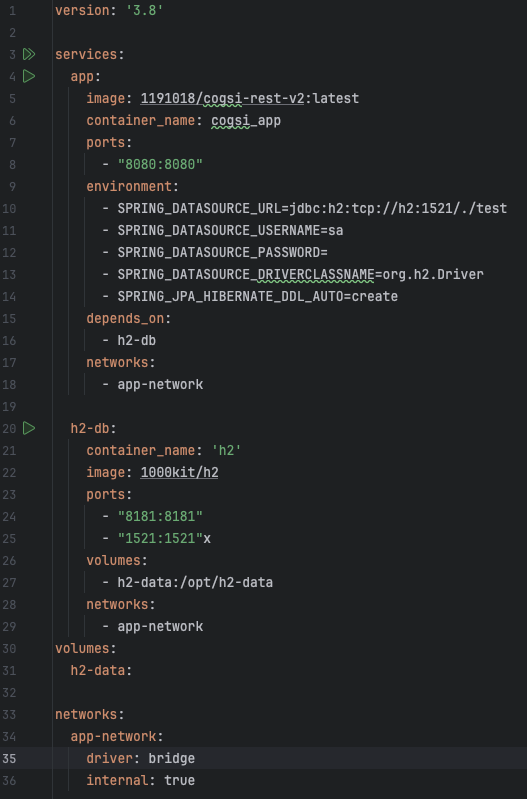 1 version: '3.8'
2
3 services:
4   app:
5     image: 1191018/cogsi-rest-v2:latest
6     container_name: cogsi_app
7     ports:
8       - "8080:8080"
9     environment:
10       - SPRING_DATASOURCE_URL=jdbc:h2:tcp://h2:1521/./test
11       - SPRING_DATASOURCE_USERNAME=sa
12       - SPRING_DATASOURCE_PASSWORD=
13       - SPRING_DATASOURCE_DRIVERCLASSNAME=org.h2.Driver
14       - SPRING_JPA_HIBERNATE_DDL_AUTO=create
15     depends_on:
16       - h2-db
17     networks:
18       - app-network
19
20   h2-db:
21     container_name: 'h2'
22     image: 1000kit/h2
23     ports:
24       - "8181:8181"
25       - "1521:1521"x
26     volumes:
27       - h2-data:/opt/h2-data
28     networks:
29       - app-network
30 volumes:
31   h2-data:
32
33 networks:
34   app-network:
35     driver: bridge
36     internal: true